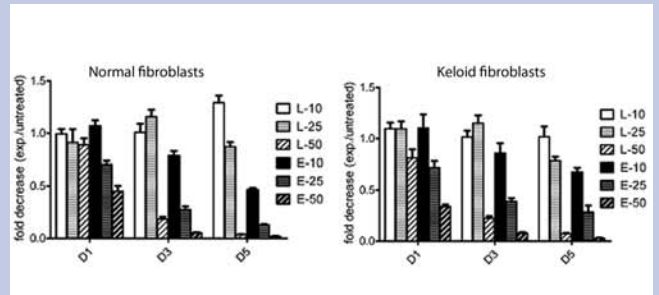 Normal fibroblasts
fold decrease (exp./untreated)
1.5
1.0
0.5
0.0
D1
D3
D5
L-10
L-25
L-50
E-10
E-25
E-50
Keloid fibroblasts
fold decrease (exp./untreated)
1.5
1.0
0.5
0.0
D1
D3
D5
L-10
L-25
L-50
E-10
E-25
E-50